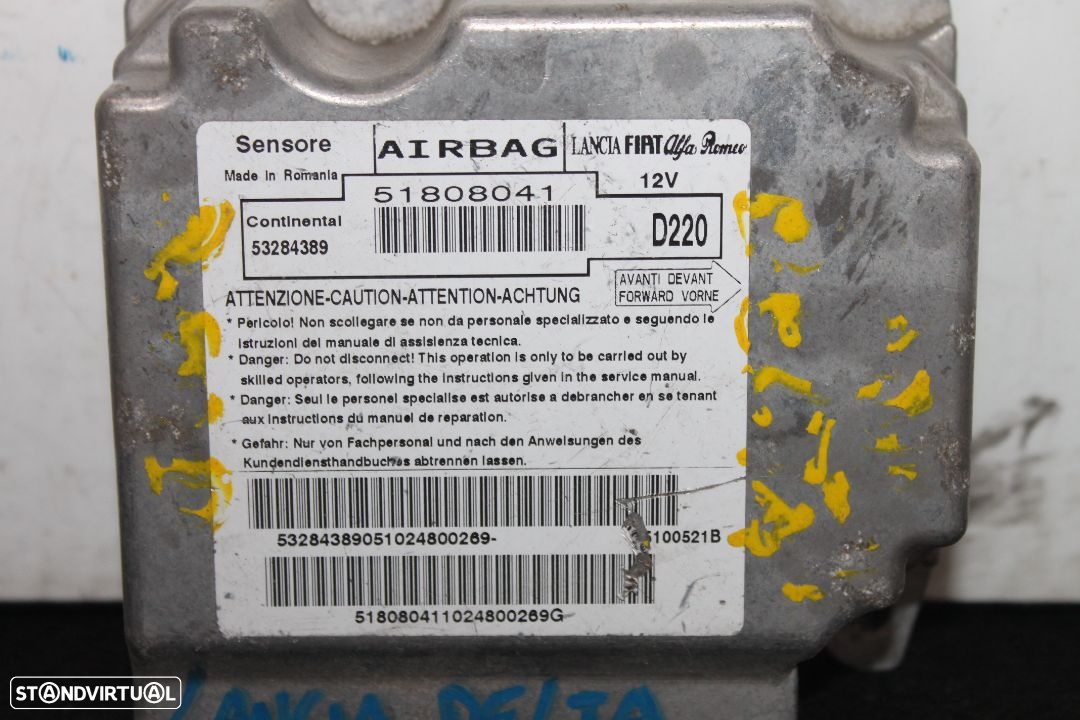 Sensore AIRBAG LANCIA FIAT Alfa Romeo
Made in Romania 51808041 12V
Continental
53284389
D220
AVANTI DEVANT
FORWARD VORNE
ATTENZIONE-CAUTION-ATTENTION-ACHTUNG
* Pericolo! Non scollegare se non da personale specializzato e seguendo le
istruzioni del manuale di assistenza tecnica.
* Danger: Do not disconnect! This operation is only to be carried out by
skilled operators, following the instructions given in the service manual.
* Danger: Seul le personel specialise est autorise a debrancher en se tenant
aux instructions du manuel de reparation.
* Gefahr: Nur von Fachpersonal und nach den Anweisungen des
Kundendiensthandbuches abtrennen lassen.
53284389051024800269- 5100521B
518080411024800269G
STANDVIRTUAL
LANCIA DELTA